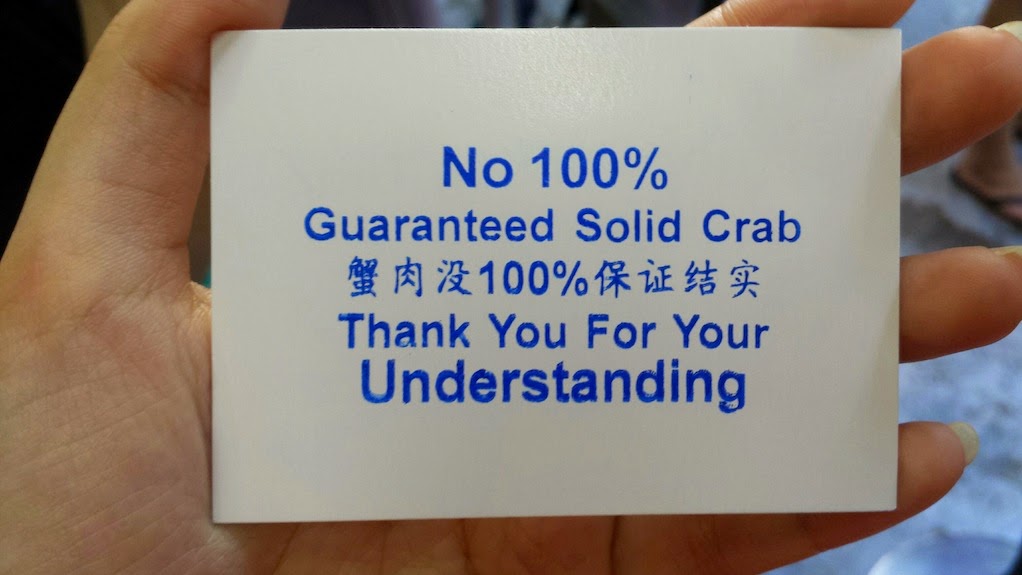 No 100%
Guaranteed Solid Crab
蟹肉没100%保证结实
Thank You For Your
Understanding